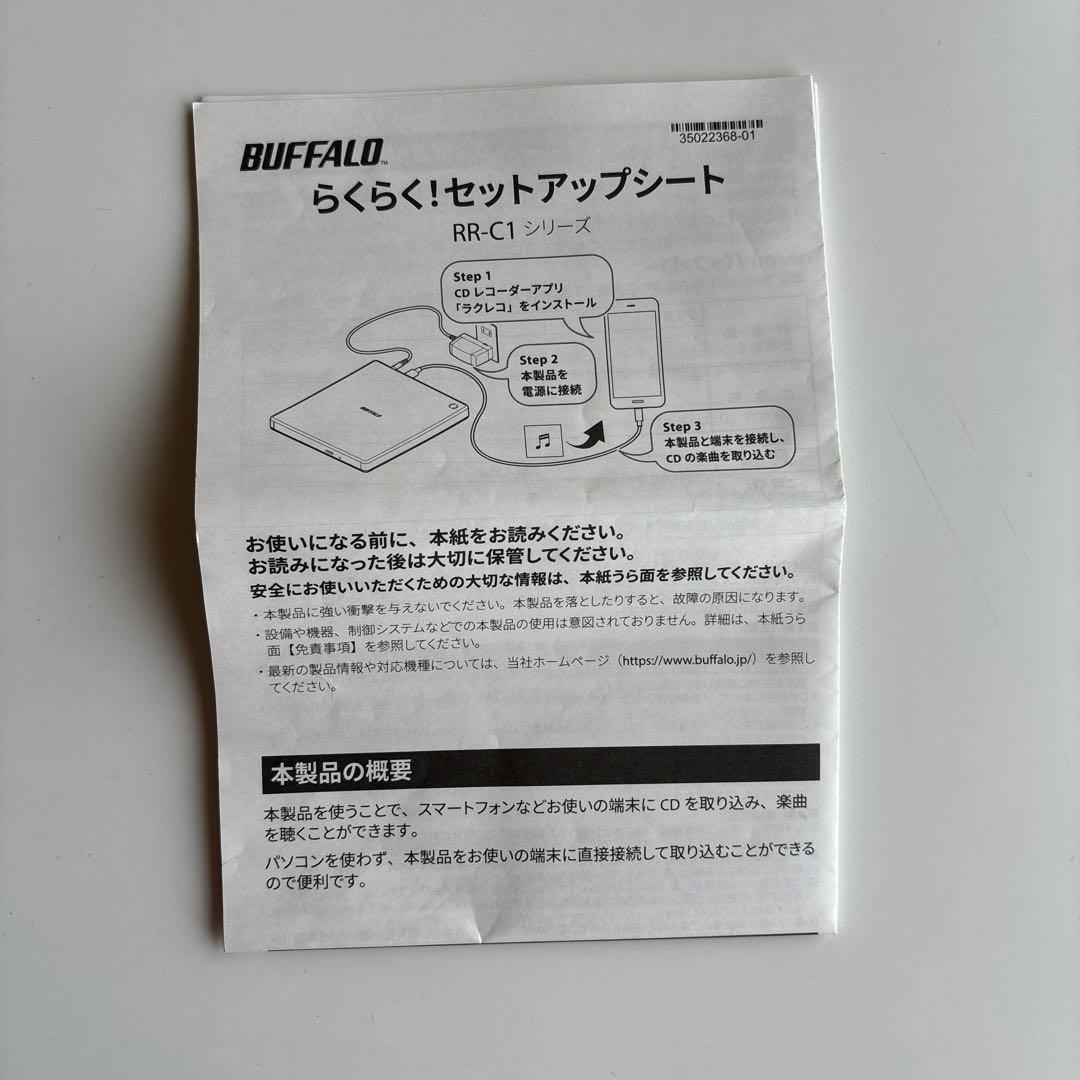 BUFFALO™
35022368-01
らくらく!セットアップシート
RR-C1 シリーズ
Step 1
CD レコーダーアプリ
「ラクレコ」をインストール
Step 2
本製品を
電源に接続
BUFFALO
Step 3
本製品と端末を接続し、
CD の楽曲を取り込む
お使いになる前に、本紙をお読みください。
お読みになった後は大切に保管してください。
安全にお使いいただくための大切な情報は、本紙うら面を参照してください。
・本製品に強い衝撃を与えないでください。本製品を落としたりすると、故障の原因になります。
・設備や機器、制御システムなどでの本製品の使用は意図されておりません。詳細は、本紙うら
面【免責事項】を参照してください。
・最新の製品情報や対応機種については、当社ホームページ（https://www.buffalo.jp/）を参照し
てください。
本製品の概要
本製品を使うことで、スマートフォンなどお使いの端末に CD を取り込み、楽曲
を聴くことができます。
パソコンを使わず、本製品をお使いの端末に直接接続して取り込むことができる
ので便利です。